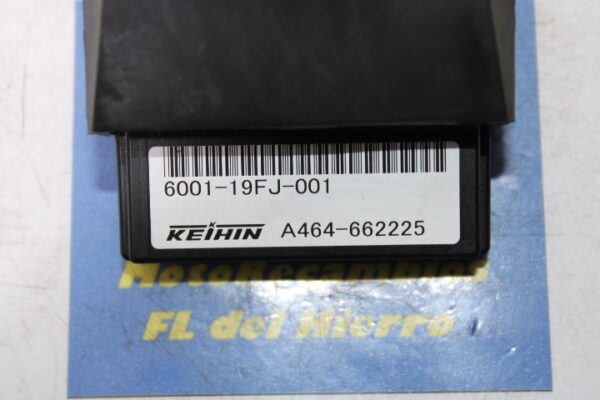 6001-19FJ-001
KEIHIN A464-662225
MotoRecambios
FL del Hierro